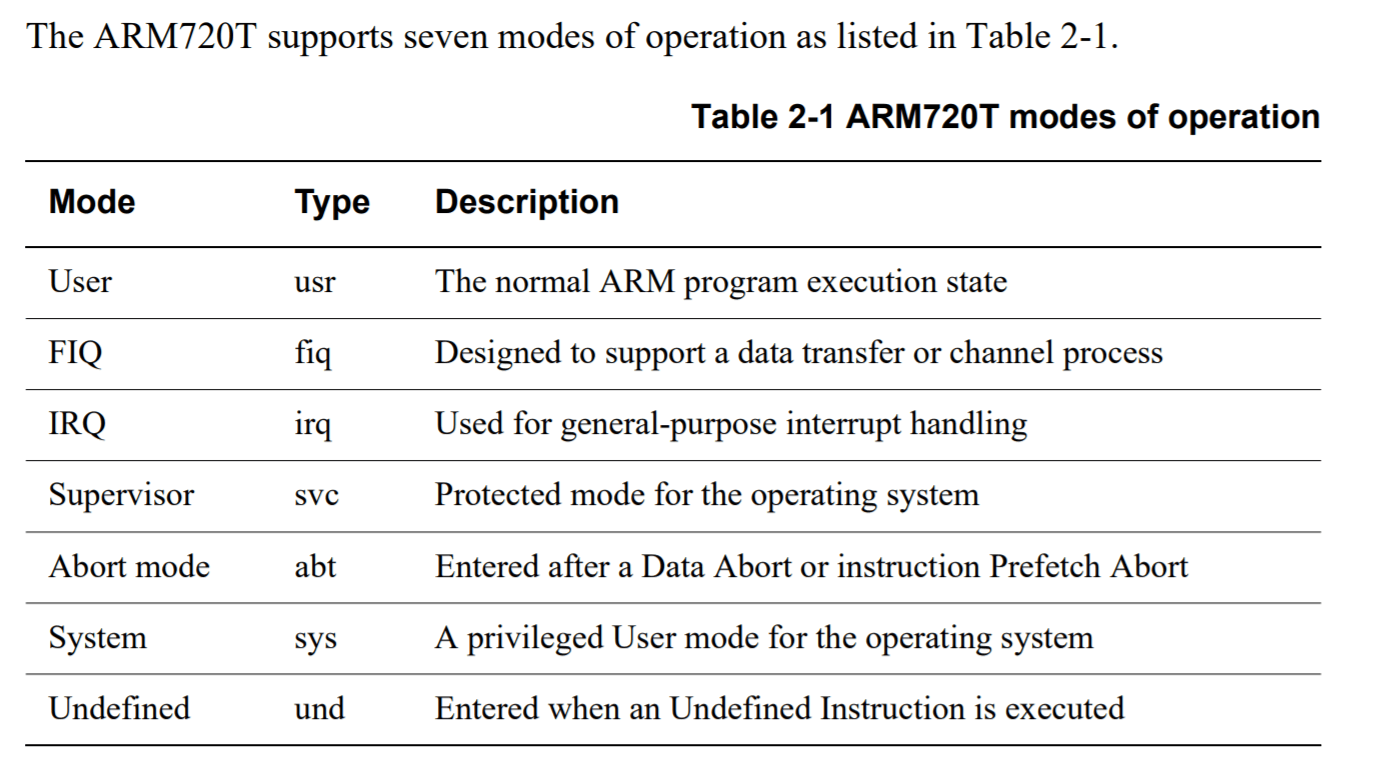 The ARM720T supports seven modes of operation as listed in Table 2-1.
Table 2-1 ARM720T modes of operation
Mode Type Description
User usr The normal ARM program execution state
FIQ fiq Designed to support a data transfer or channel process
IRQ irq Used for general-purpose interrupt handling
Supervisor svc Protected mode for the operating system
Abort mode abt Entered after a Data Abort or instruction Prefetch Abort
System sys A privileged User mode for the operating system
Undefined und Entered when an Undefined Instruction is executed